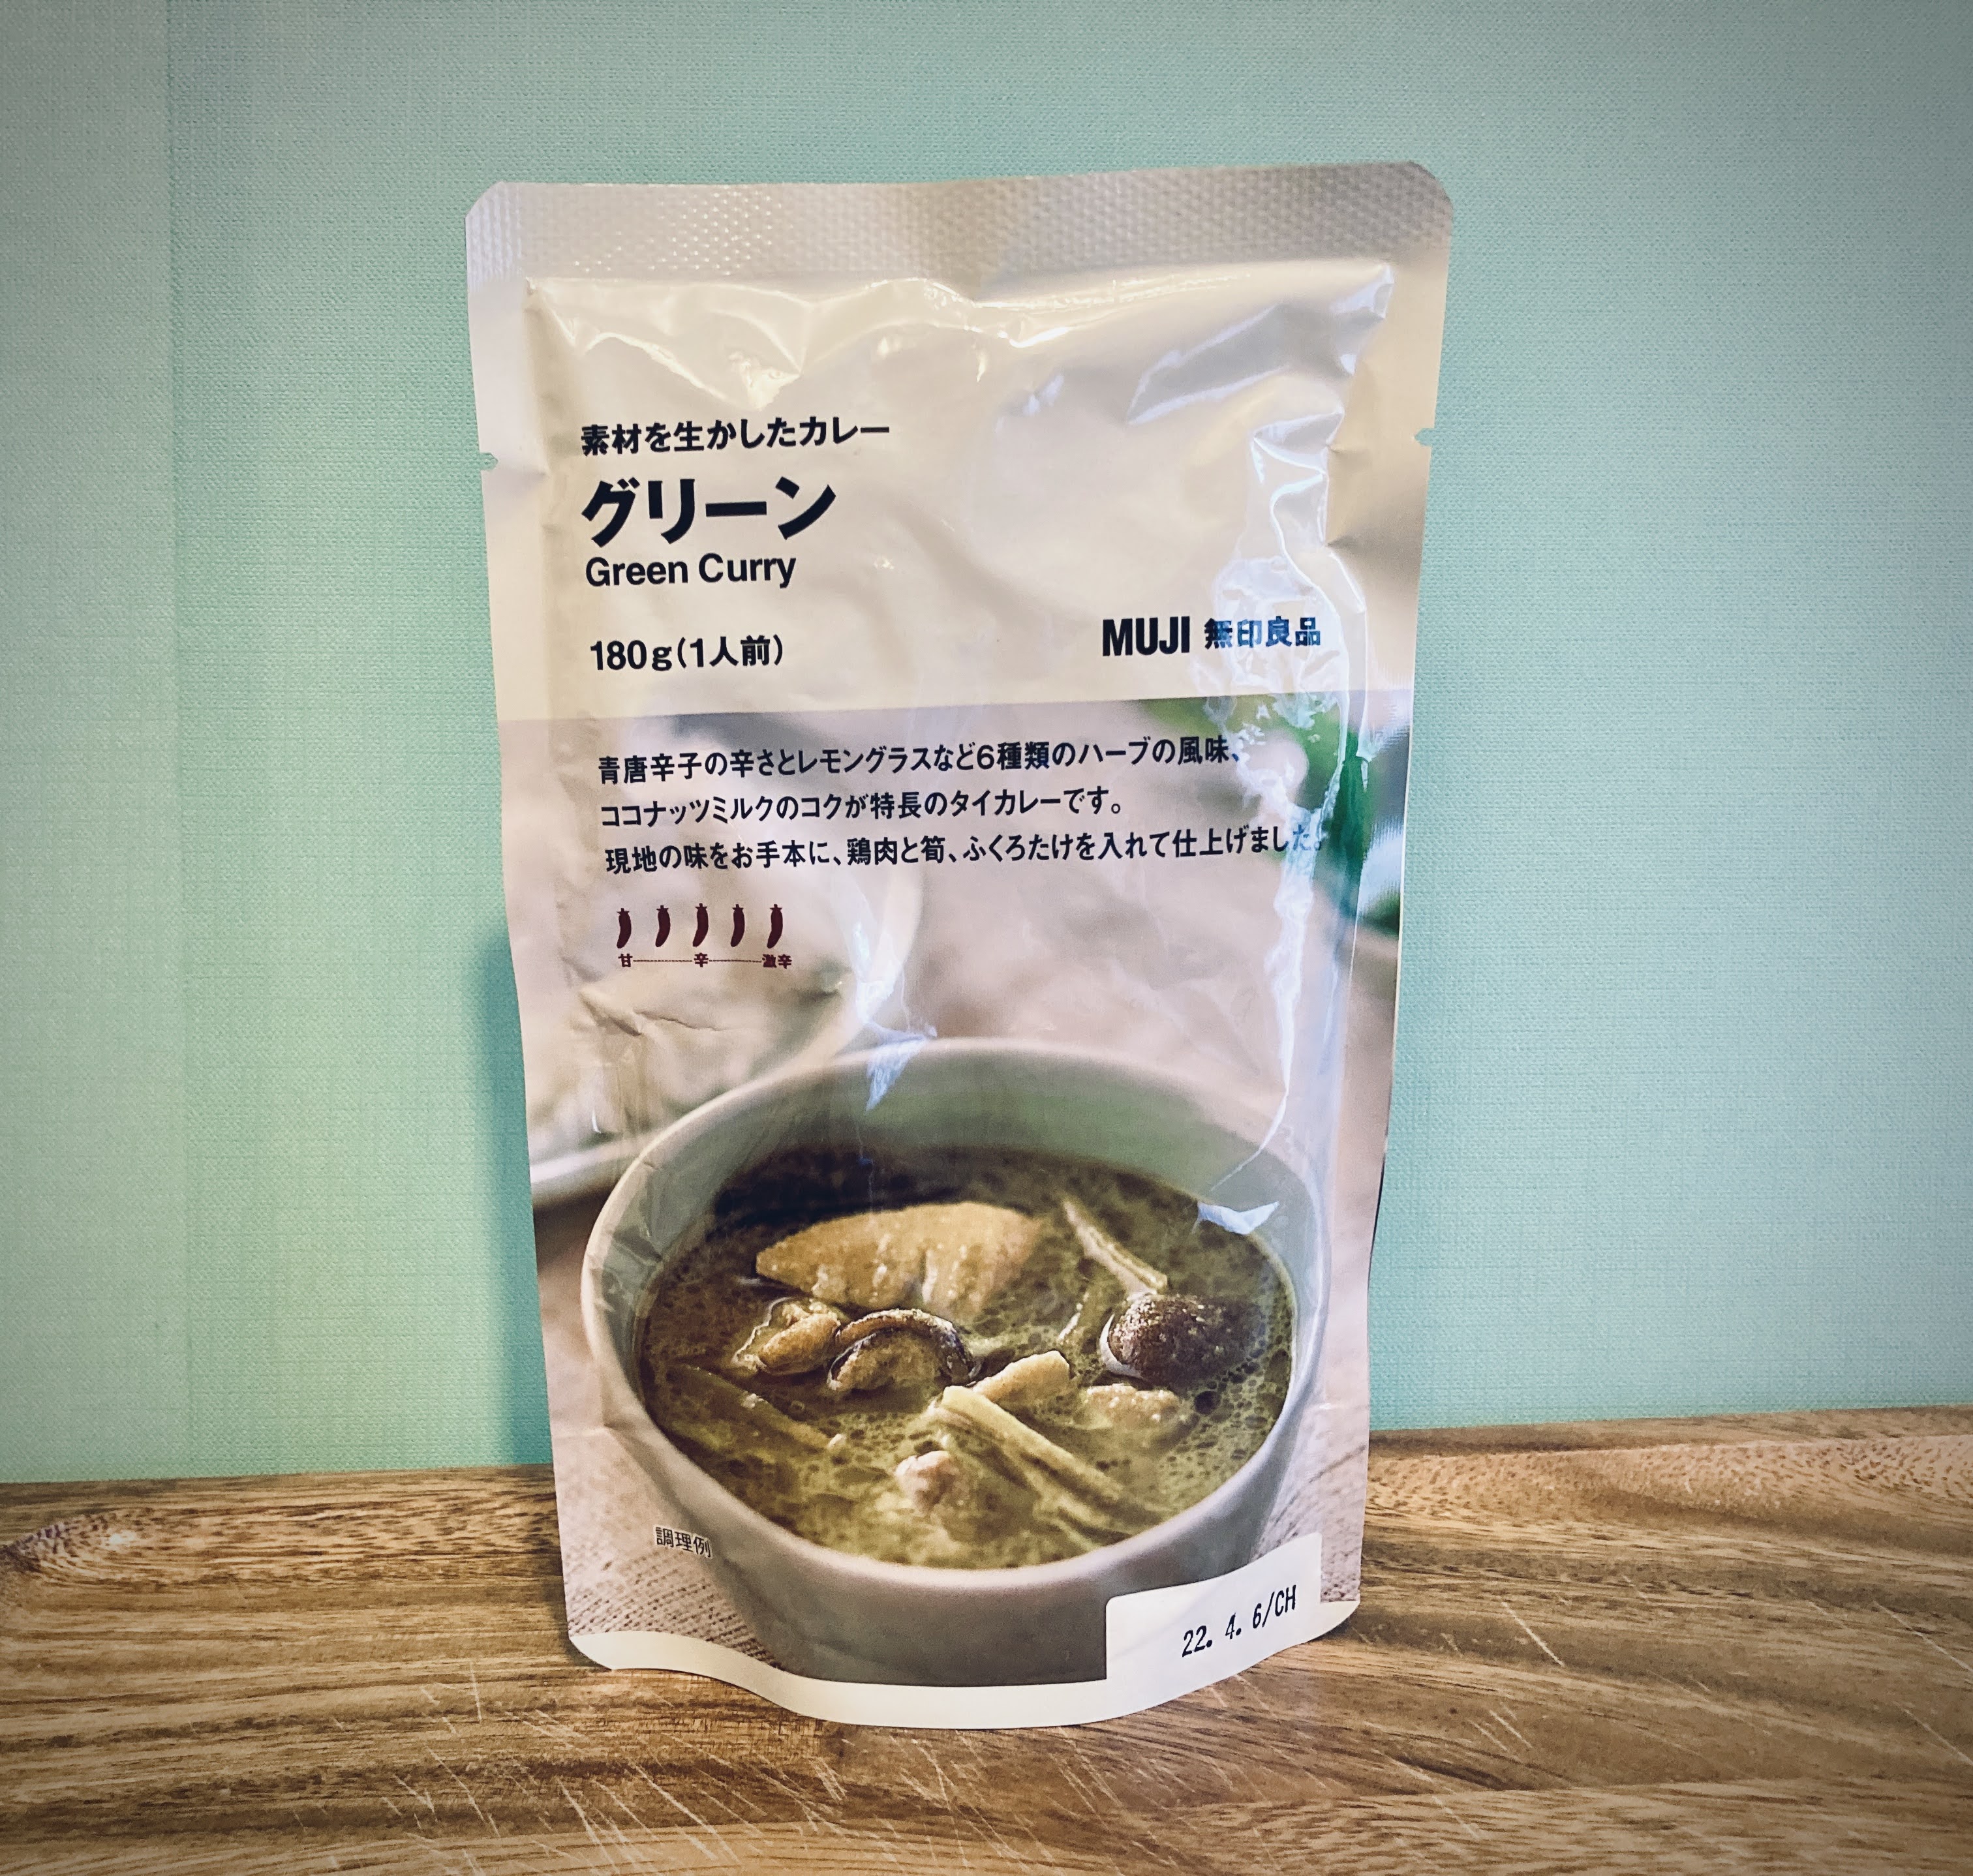 素材を生かしたカレー
グリーン
Green Curry
180g(1人前)
MUJI 無印良品
青唐辛子の辛さとレモングラスなど6種類のハーブの風味、
ココナッツミルクのコクが特長のタイカレーです。
現地の味をお手本に、鶏肉と筍、ふくろたけを入れて仕上げました。
甘 辛 激辛
調理例
22. 4. 6/CH